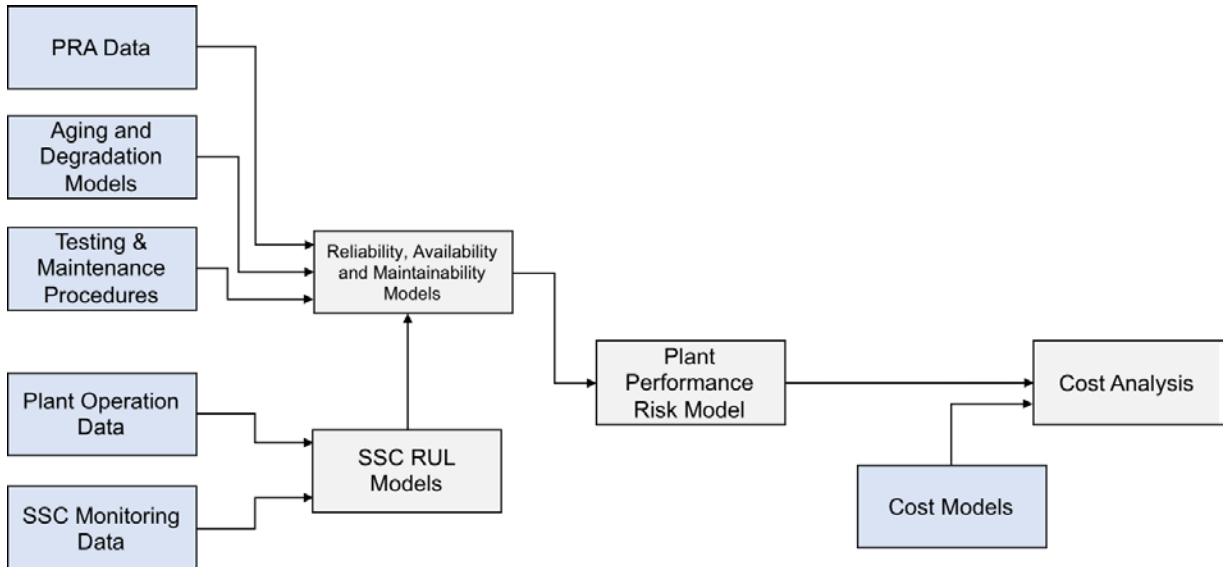 PRA Data
Aging and
Degradation
Models
Testing &
Maintenance
Procedures
Reliability, Availability
and Maintainability
Models
Plant Operation
Data
SSC Monitoring
Data
SSC RUL
Models
Plant
Performance
Risk Model
Cost Analysis
Cost Models